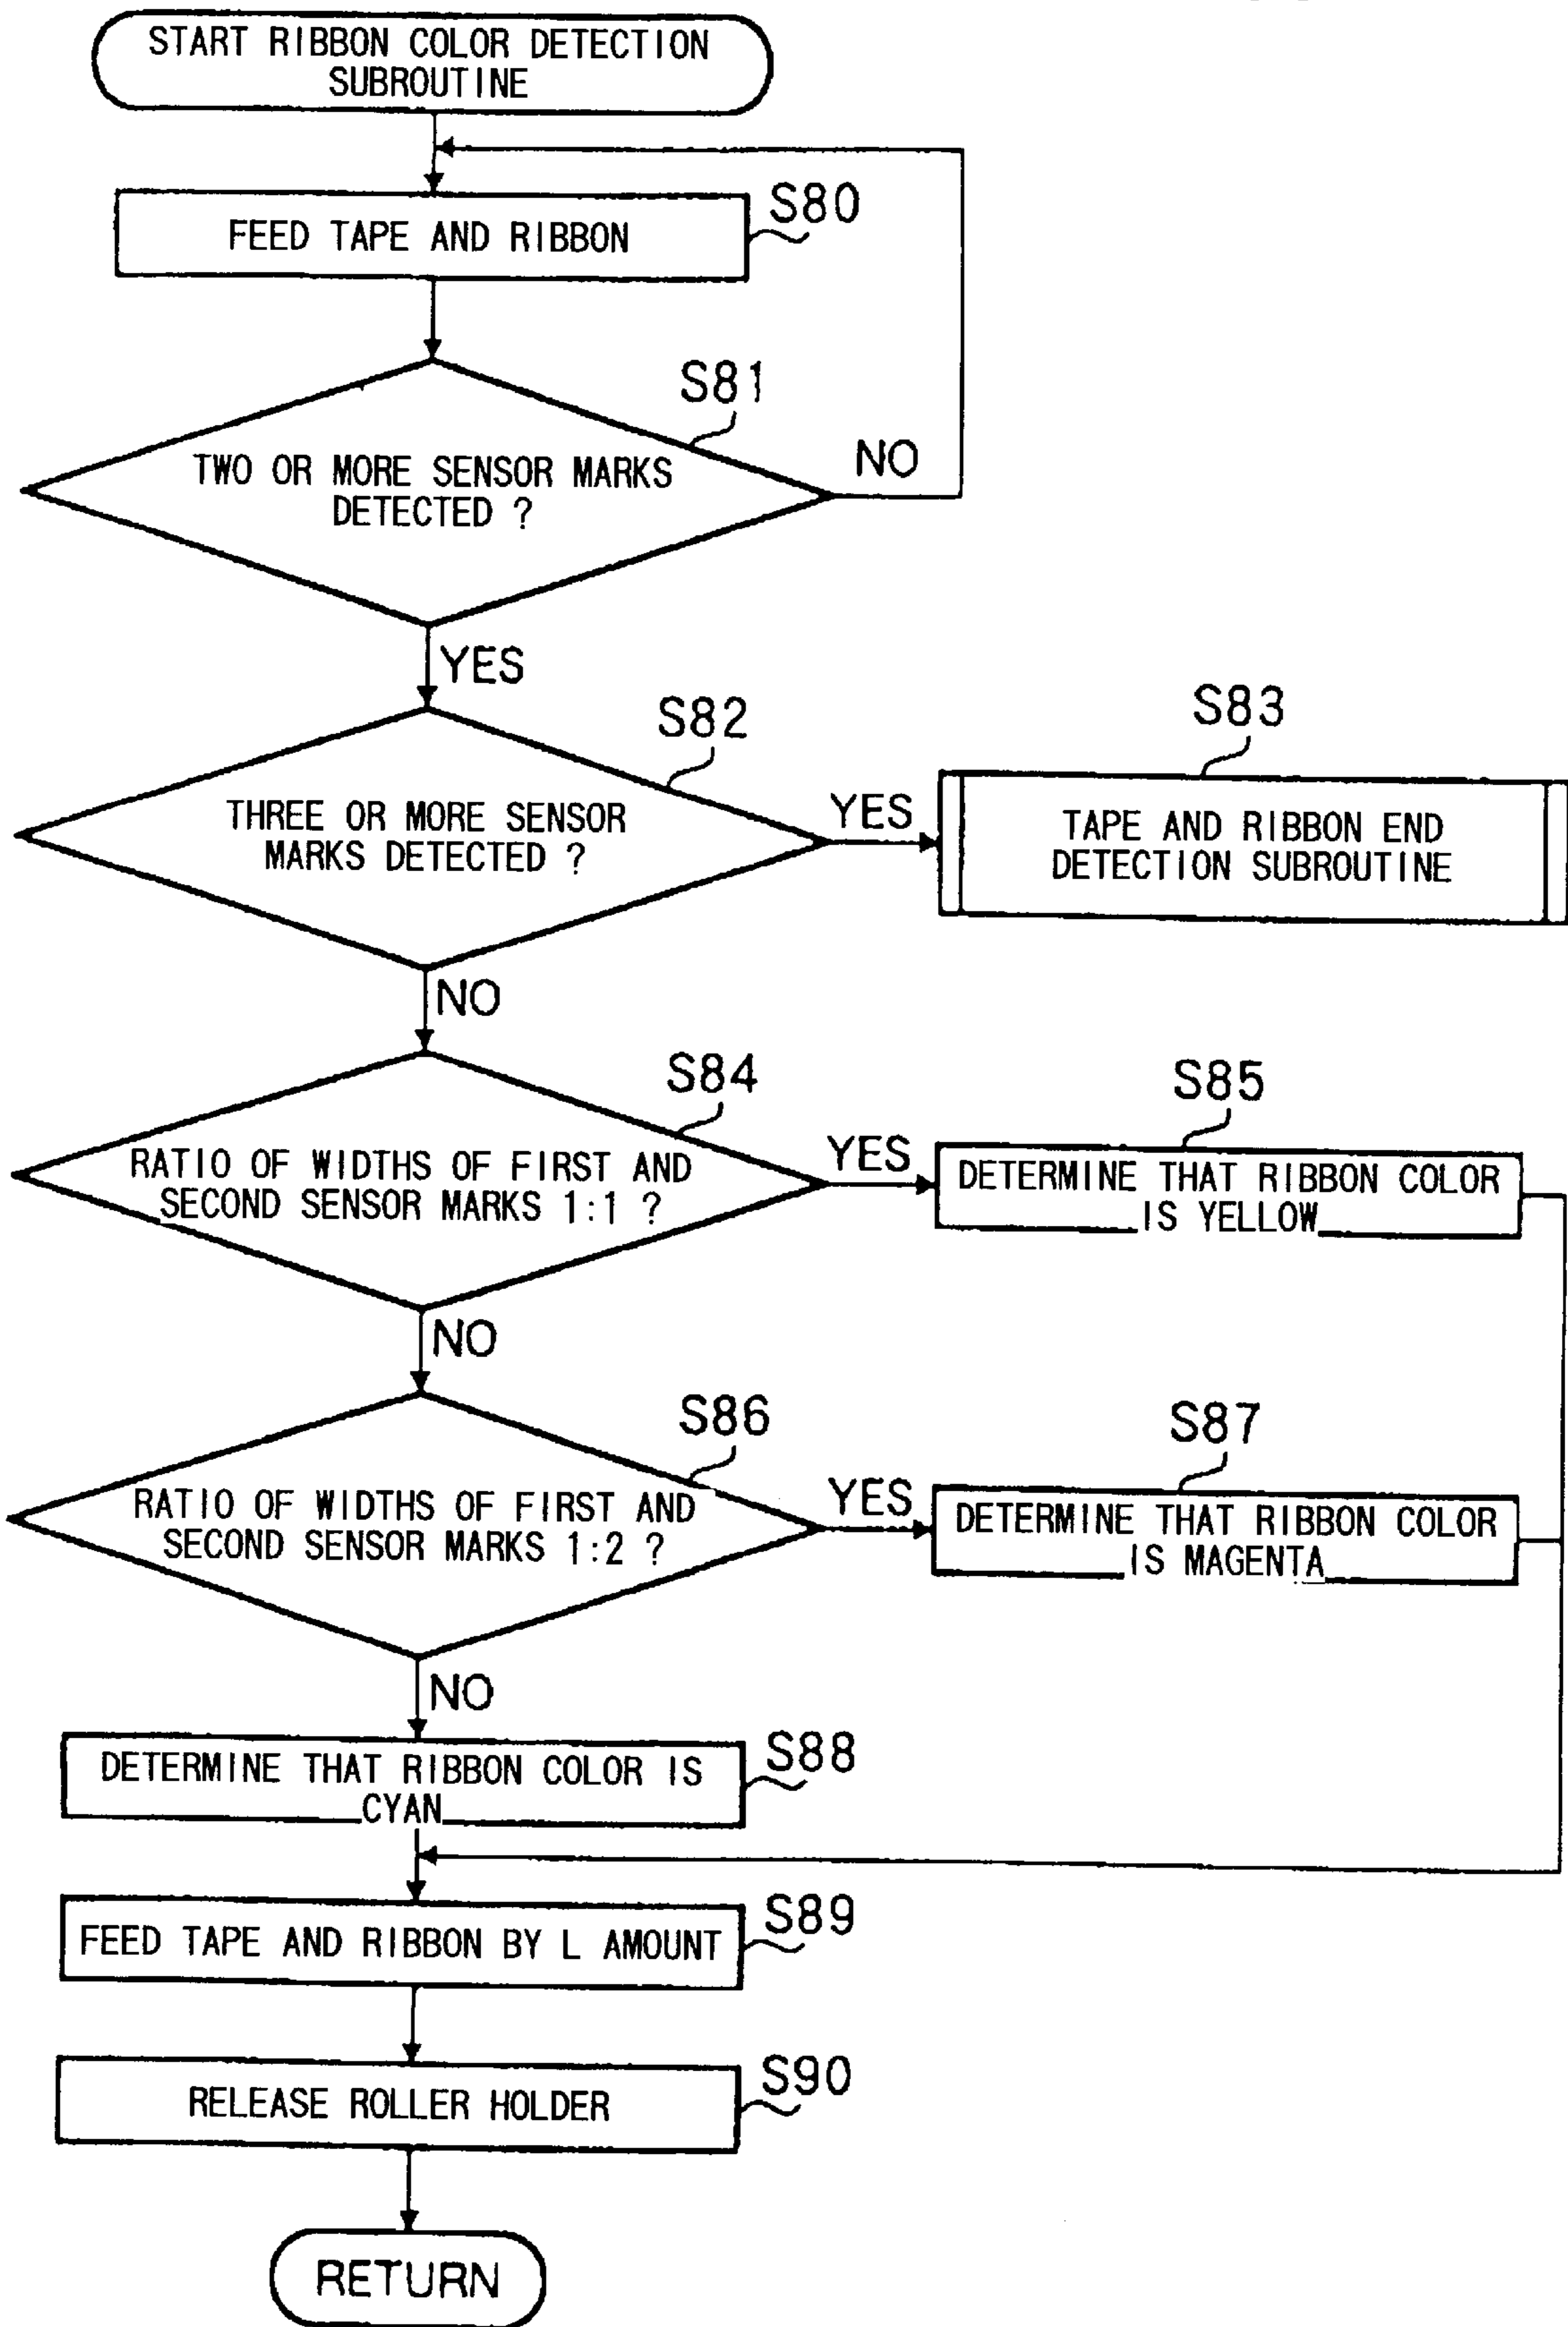 START RIBBON COLOR DETECTION
SUBROUTINE
FEED TAPE AND RIBBON
S80
S81
TWO OR MORE SENSOR MARKS
DETECTED ?
NO
YES
S82
THREE OR MORE SENSOR
MARKS DETECTED ?
YES
S83
TAPE AND RIBBON END
DETECTION SUBROUTINE
NO
S84
RATIO OF WIDTHS OF FIRST AND
SECOND SENSOR MARKS 1:1 ?
YES
S85
DETERMINE THAT RIBBON COLOR
IS YELLOW
NO
S86
RATIO OF WIDTHS OF FIRST AND
SECOND SENSOR MARKS 1:2 ?
YES
S87
DETERMINE THAT RIBBON COLOR
IS MAGENTA
NO
DETERMINE THAT RIBBON COLOR IS
CYAN
S88
FEED TAPE AND RIBBON BY L AMOUNT
S89
RELEASE ROLLER HOLDER
S90
RETURN